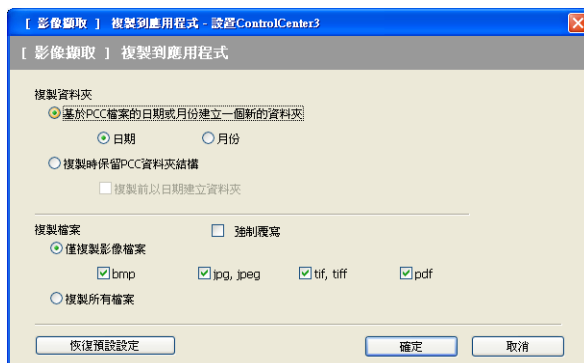 [ 影像擷取 ] 複製到應用程式 - 設置ControlCenter3
[ 影像擷取 ] 複製到應用程式
複製資料夾
基於PCC檔案的日期或月份建立一個新的資料夾
日期 月份
複製時保留PCC資料夾結構
複製前以日期建立資料夾
複製檔案 強制覆寫
僅複製影像檔案
bmp jpg, jpeg tif, tiff pdf
複製所有檔案
恢復預設設定 確定 取消